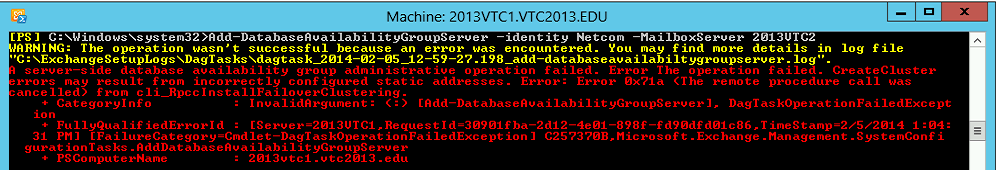 Machine: 2013VTC1.VTC2013.EDU
[PS] C:\Windows\system32>Add-DatabaseAvailabilityGroupServer -identity Netcom -MailboxServer 2013VTC2
WARNING: The operation wasn't successful because an error was encountered. You may find more details in log file
"C:\ExchangeSetupLogs\DagTasks\dagtask_2014-02-05_12-59-27.198_add-databaseavailabiltygroupserver.log".
A server-side database availability group administrative operation failed. Error The operation failed. CreateCluster
errors may result from incorrectly configured static addresses. Error: Error 0x71a (The remote procedure call was
cancelled) from cli_RpccInstallFailoverClustering.
+ CategoryInfo : InvalidArgument: (:) [Add-DatabaseAvailabilityGroupServer], DagTaskOperationFailedExcept
ion
+ FullyQualifiedErrorId : [Server=2013VTC1,RequestId=30901fba-2d12-4e01-898f-fd90dfd01c86,TimeStamp=2/5/2014 1:04:
31 PM] [FailureCategory=Cmdlet-DagTaskOperationFailedException] C257370B,Microsoft.Exchange.Management.SystemConfi
gurationTasks.AddDatabaseAvailabilityGroupServer
+ PSComputerName : 2013vtc1.vtc2013.edu